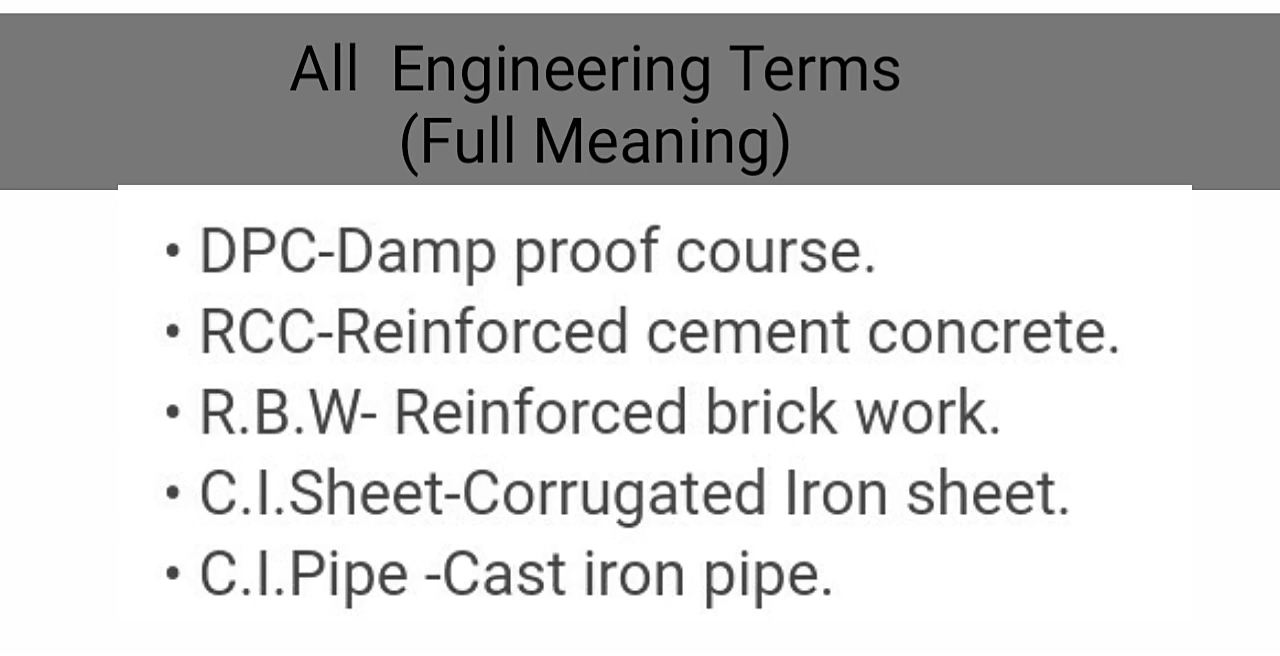 All Engineering Terms
(Full Meaning)
• DPC-Damp proof course.
• RCC-Reinforced cement concrete.
• R.B.W- Reinforced brick work.
• C.I.Sheet-Corrugated Iron sheet.
• C.I.Pipe -Cast iron pipe.